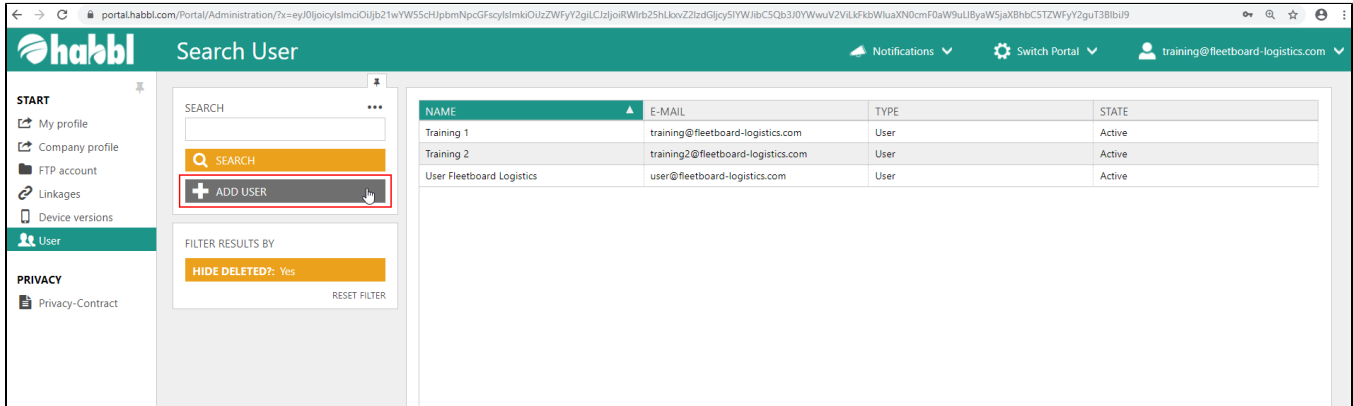 portal.habbl.com/Portal/Administration/?x=
habbl
Search User
Notifications
Switch Portal
training@fleetboard-logistics.com
START
My profile
Company profile
FTP account
Linkages
Device versions
User
PRIVACY
Privacy-Contract
SEARCH
SEARCH
ADD USER
FILTER RESULTS BY
HIDE DELETED?: Yes
RESET FILTER
NAME E-MAIL TYPE STATE
Training 1 training@fleetboard-logistics.com User Active
Training 2 training2@fleetboard-logistics.com User Active
User Fleetboard Logistics user@fleetboard-logistics.com User Active